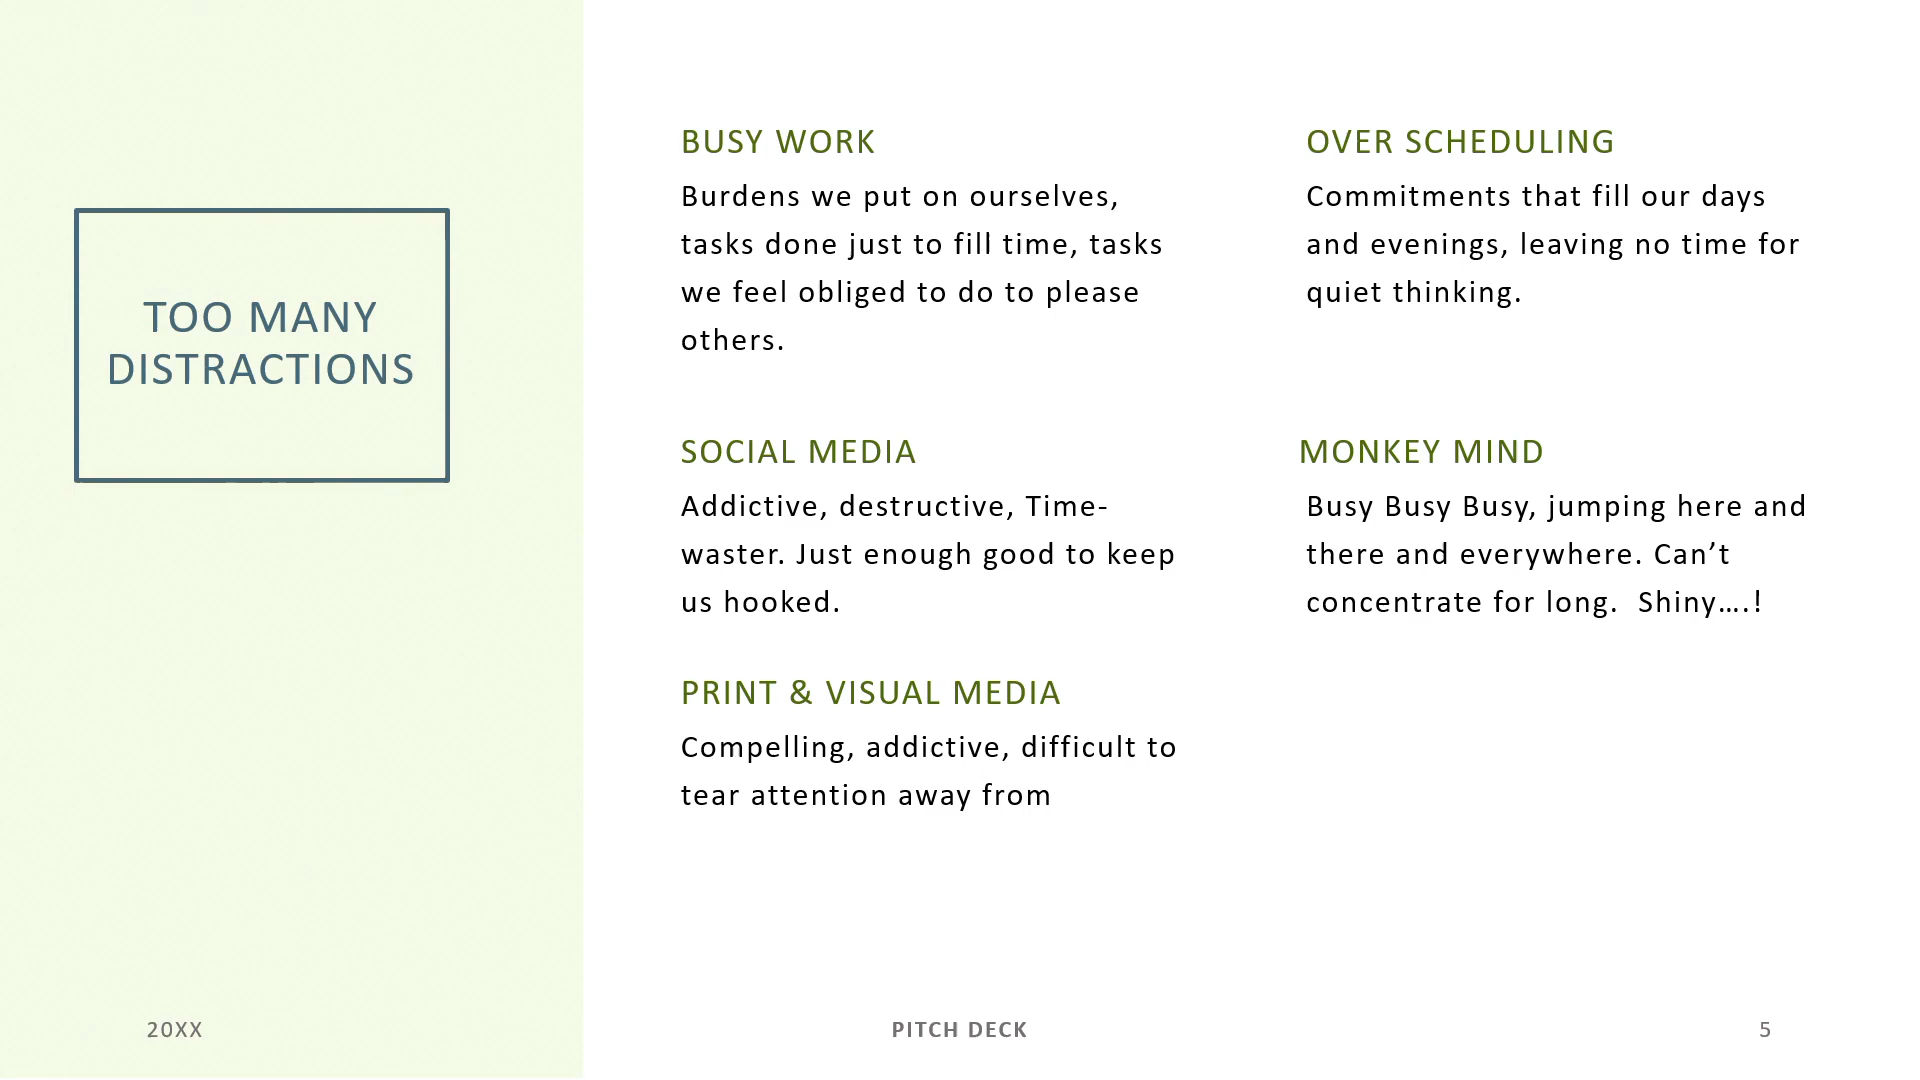 TOO MANY
DISTRACTIONS
BUSY WORK
Burdens we put on ourselves,
tasks done just to fill time, tasks
we feel obliged to do to please
others.
OVER SCHEDULING
Commitments that fill our days
and evenings, leaving no time for
quiet thinking.
SOCIAL MEDIA
Addictive, destructive, Time-
waster. Just enough good to keep
us hooked.
MONKEY MIND
Busy Busy Busy, jumping here and
there and everywhere. Can’t
concentrate for long.  Shiny….!
PRINT & VISUAL MEDIA
Compelling, addictive, difficult to
tear attention away from
20XX
PITCH DECK
5